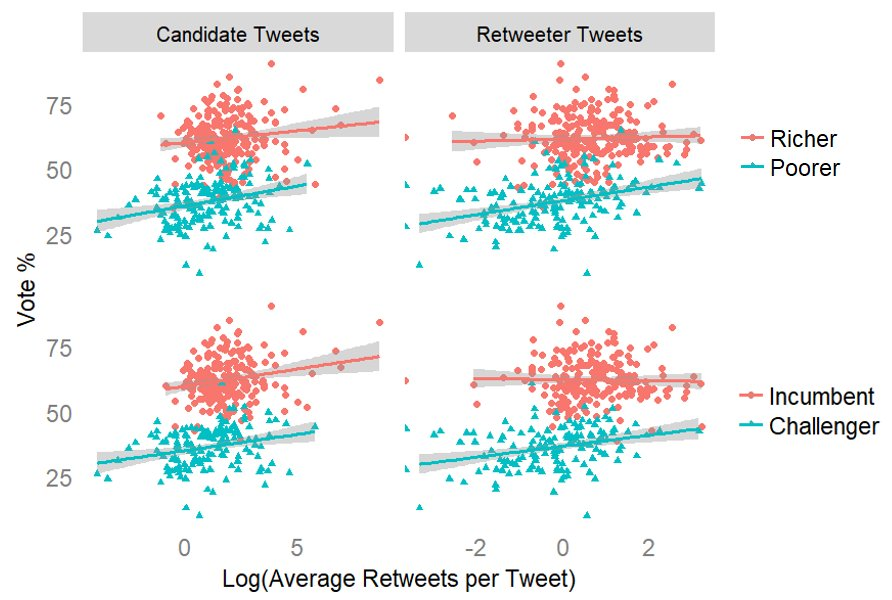 Candidate Tweets
Retweeter Tweets
75
50
25
Richer
Poorer
Vote %
75
50
25
Incumbent
Challenger
0
5
-2
0
2
Log(Average Retweets per Tweet)